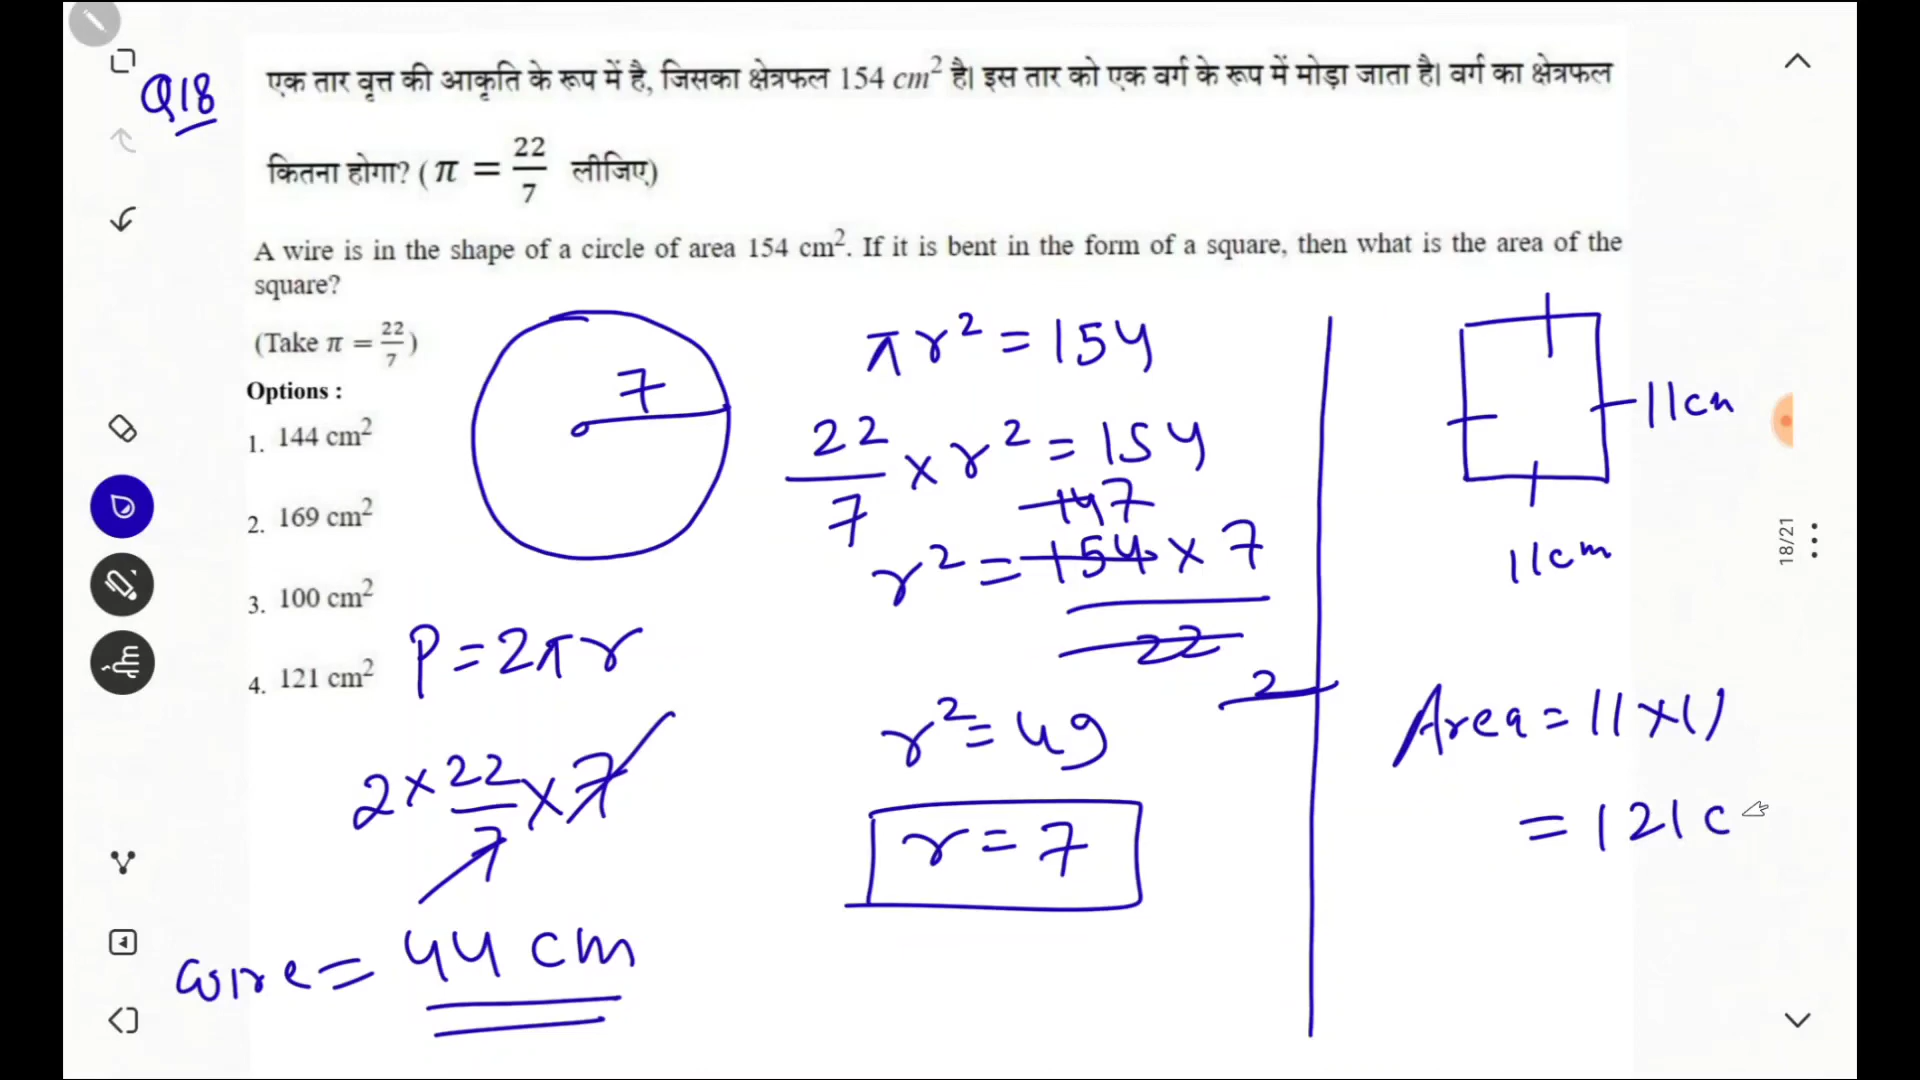 Q18
एक तार वृत्त की आकृति के रूप में है, जिसका क्षेत्रफल 154 cm² है। इस तार को एक वर्ग के रूप में मोड़ा जाता है। वर्ग का क्षेत्रफल
कितना होगा? ( π = 22/7 लीजिए)
A wire is in the shape of a circle of area 154 cm². If it is bent in the form of a square, then what is the area of the
square?
(Take π = 22/7)
Options :
1. 144 cm²
2. 169 cm²
3. 100 cm²
4. 121 cm²
7
P = 2πr
2 × 22/7 × 7
wire = 44 cm
πr² = 154
22/7 × r² = 154
14 7
r² = 154 × 7
22
2
r² = 49
r = 7
11cm
11cm
Area = 11 × 11
= 121 c
18/21